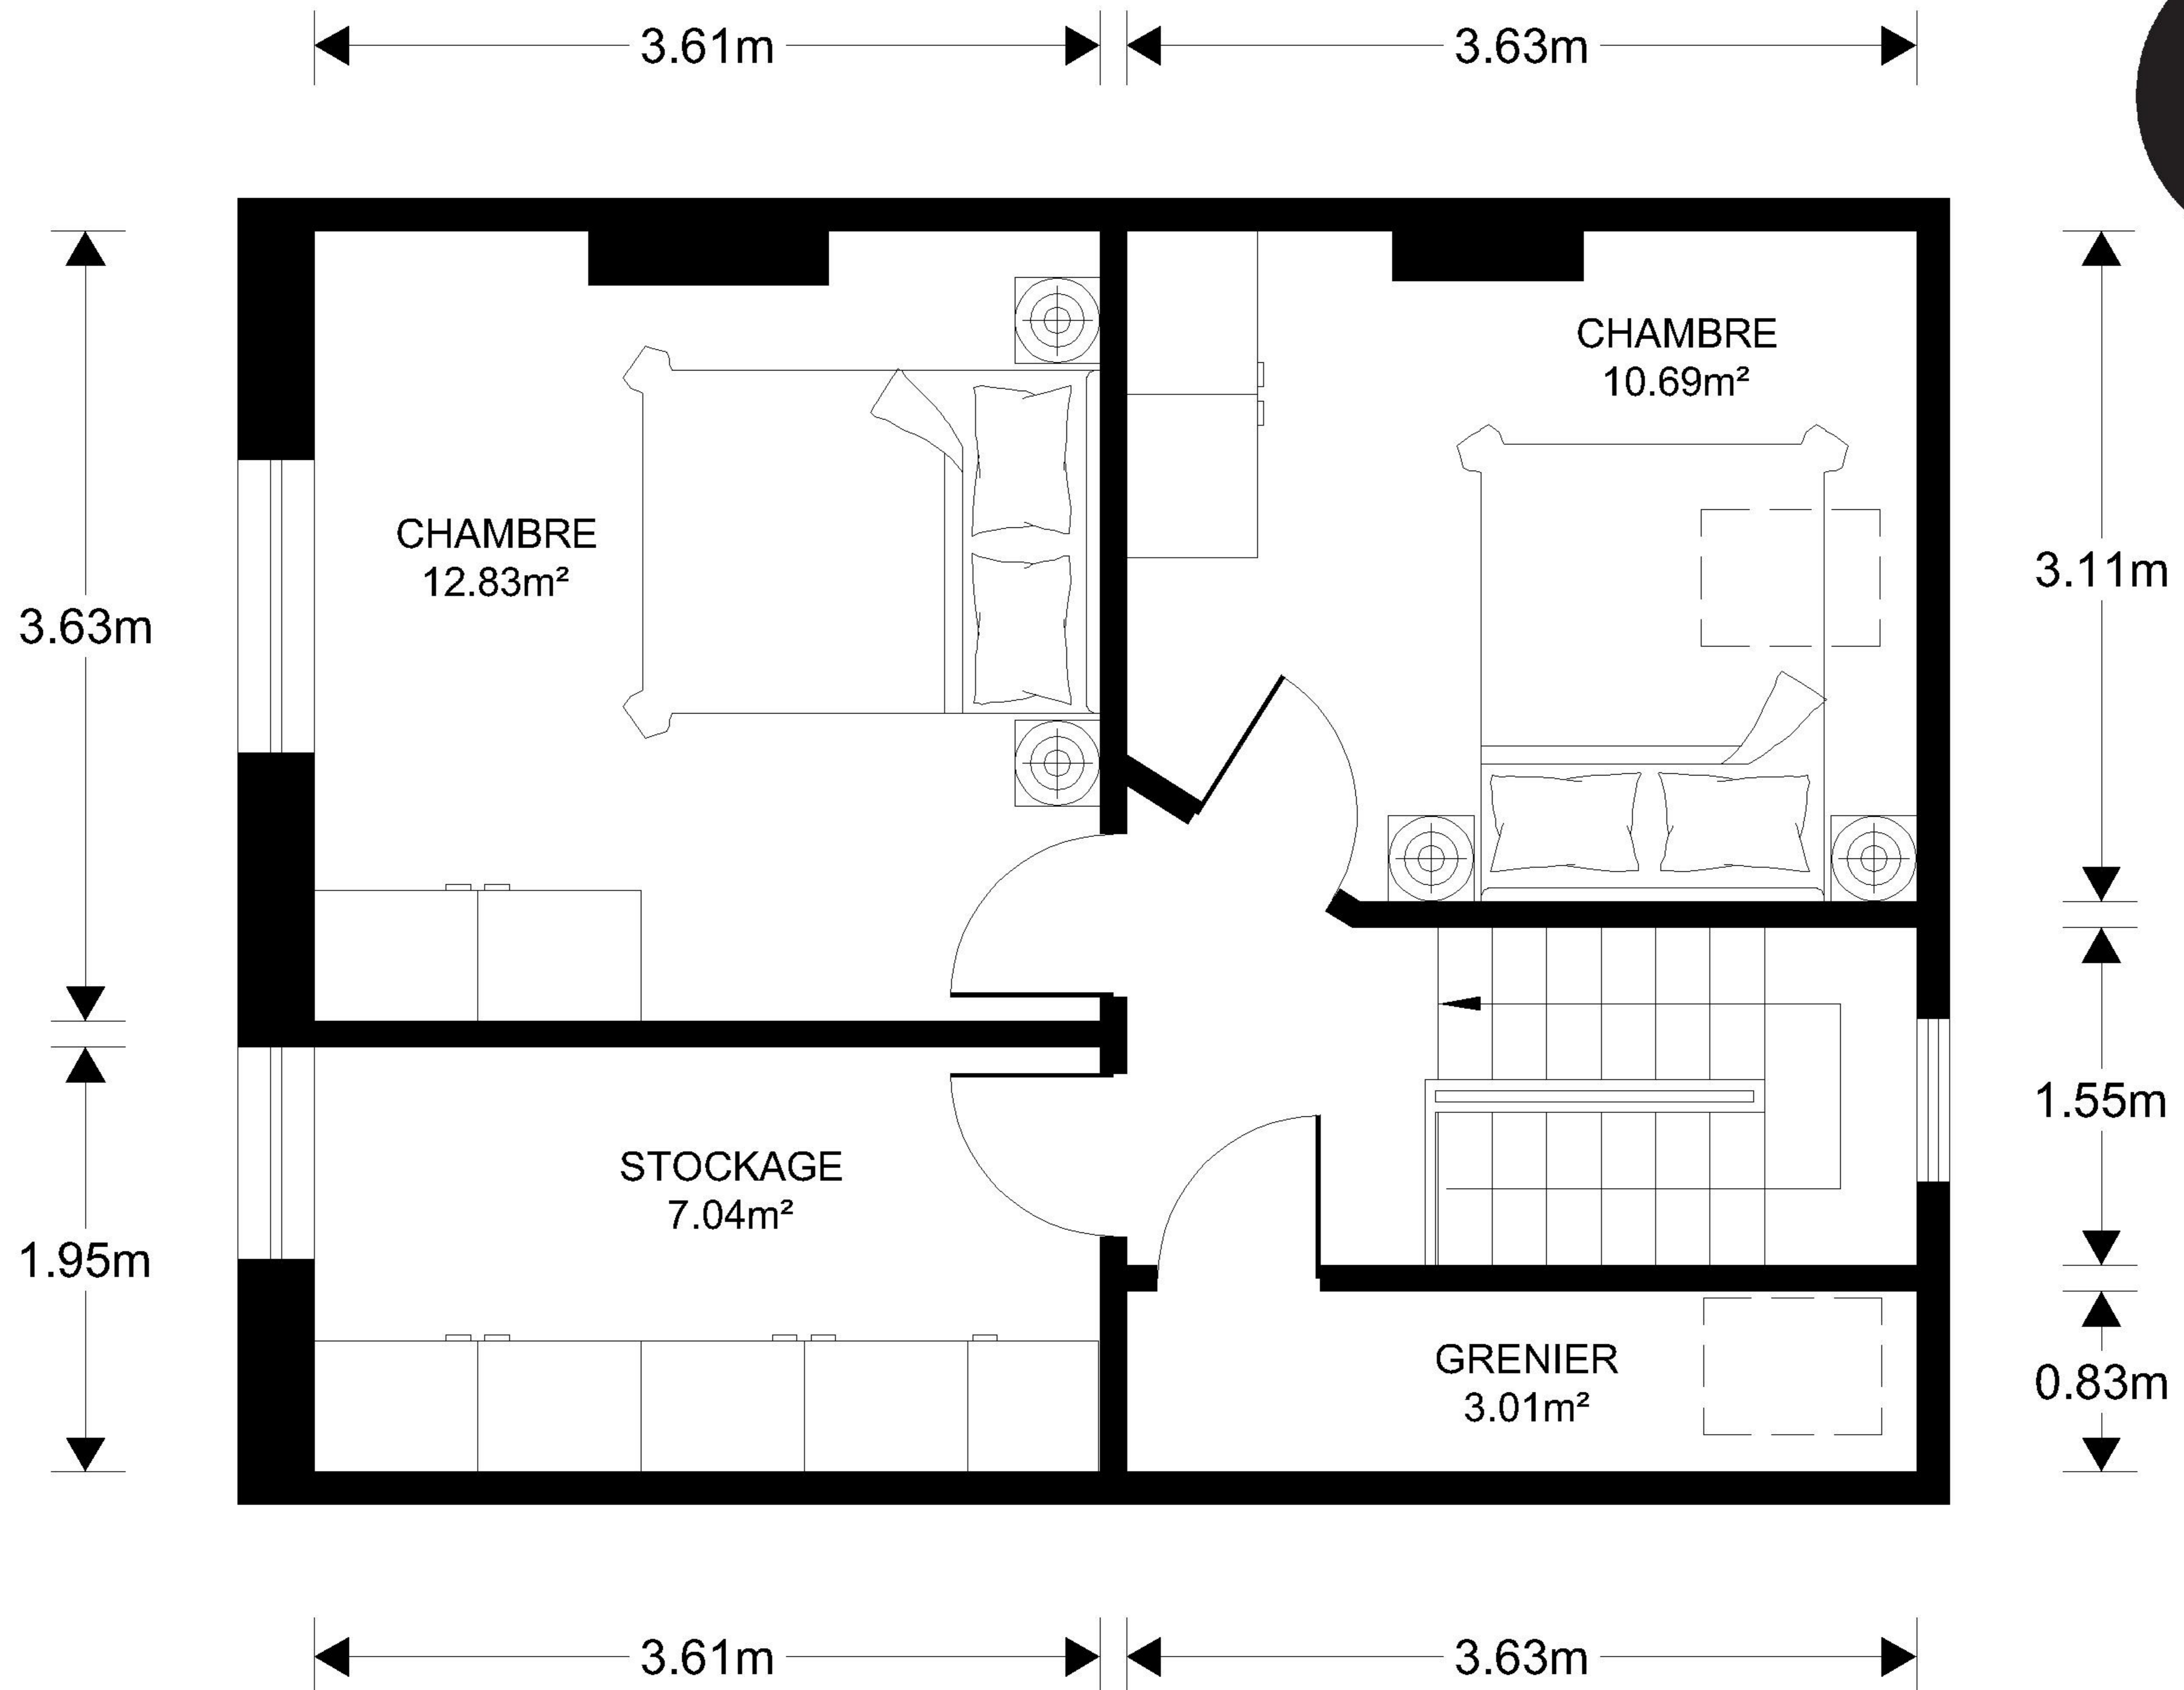 3.61m
3.63m
CHAMBRE
10.69m²
CHAMBRE
12.83m²
3.11m
3.63m
1.55m
STOCKAGE
7.04m²
1.95m
GRENIER
3.01m²
0.83m
3.61m
3.63m